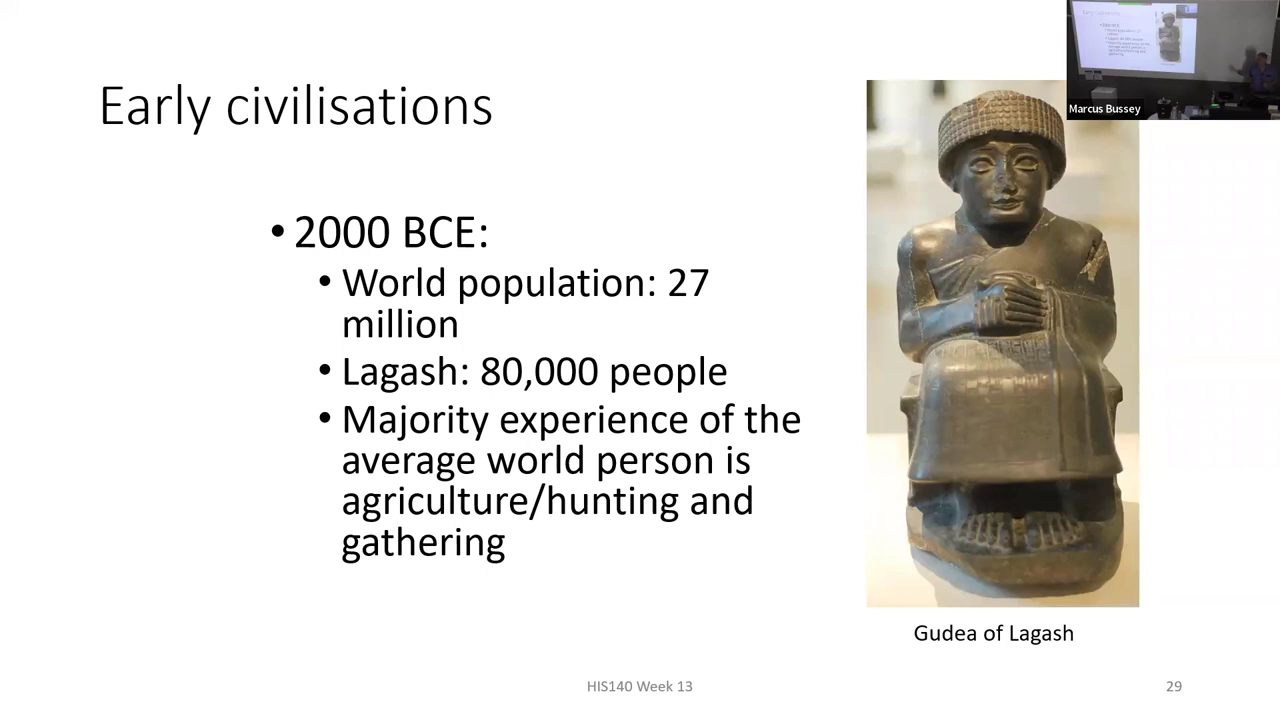 Early civilisations
• 2000 BCE:
• World population: 27
million
• Lagash: 80,000 people
• Majority experience of the
average world person is
agriculture/hunting and
gathering
Marcus Bussey
Gudea of Lagash
HIS140 Week 13
29